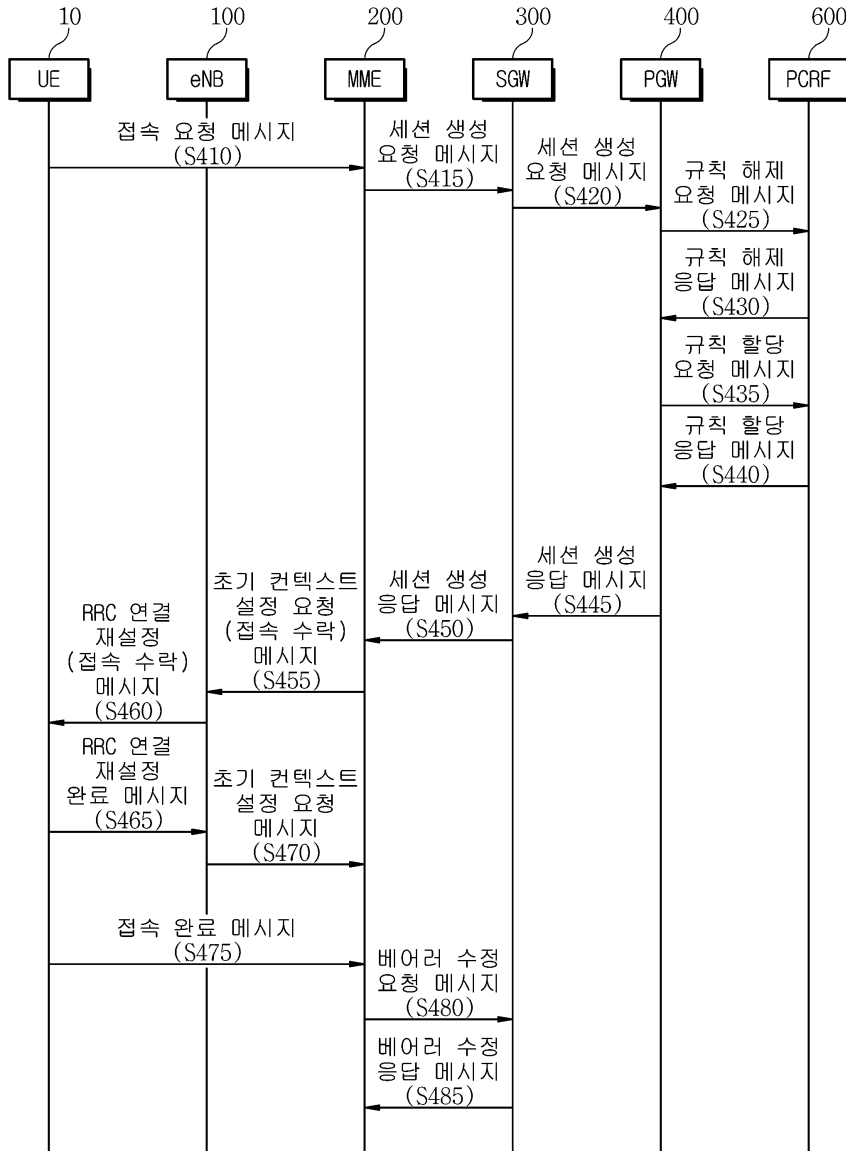 10 100 200 300 400 600
UE eNB MME SGW PGW PCRF
접속 요청 메시지
(S410)
세션 생성
요청 메시지
(S415)
세션 생성
요청 메시지
(S420)
규칙 해제
요청 메시지
(S425)
규칙 해제
응답 메시지
(S430)
규칙 할당
요청 메시지
(S435)
규칙 할당
응답 메시지
(S440)
세션 생성
응답 메시지
(S445)
세션 생성
응답 메시지
(S450)
초기 컨텍스트
설정 요청
(접속 수락)
메시지
(S455)
RRC 연결
재설정
(접속 수락)
메시지
(S460)
RRC 연결
재설정
완료 메시지
(S465)
초기 컨텍스트
설정 요청
메시지
(S470)
접속 완료 메시지
(S475)
베어러 수정
요청 메시지
(S480)
베어러 수정
응답 메시지
(S485)